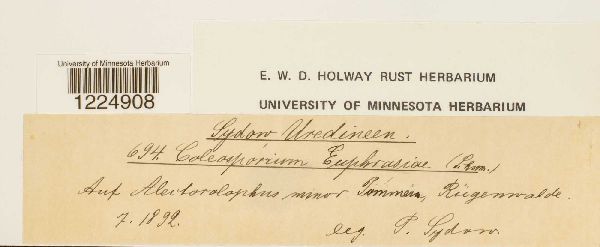 University of Minnesota Herbarium
1224908
E. W. D. HOLWAY RUST HERBARIUM
UNIVERSITY OF MINNESOTA HERBARIUM
Sydow Uredineen.
694. Coleosporium Euphrasiae (Schum.)
Auf Alectorolophus minor Pommern, Rügenwalde.
7. 1892. leg. P. Sydow.